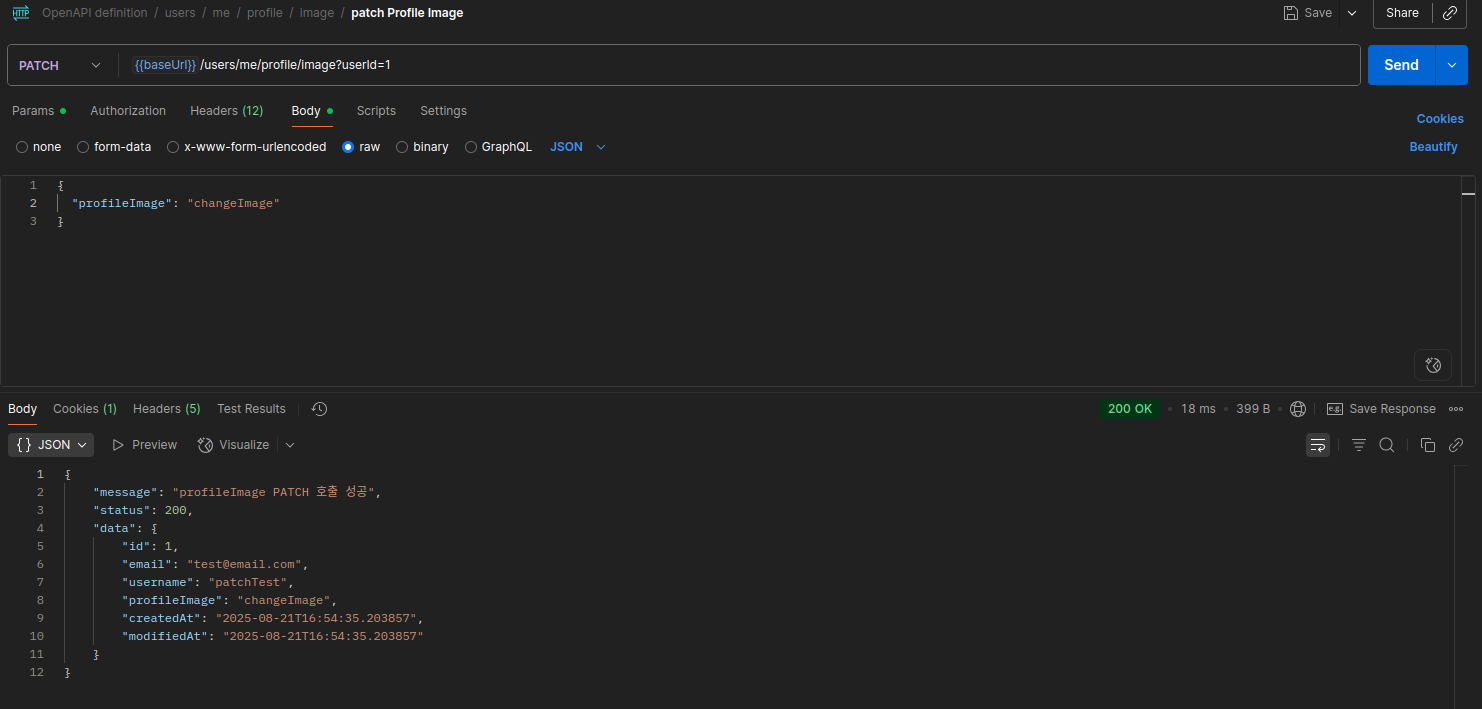 HTTP OpenAPI definition / users / me / profile / image / patch Profile Image Save Share
PATCH {{baseUrl}} /users/me/profile/image?userId=1 Send
Params Authorization Headers (12) Body Scripts Settings Cookies
none form-data x-www-form-urlencoded raw binary GraphQL JSON Beautify
1 {
2 "profileImage": "changeImage"
3 }
Body Cookies (1) Headers (5) Test Results 200 OK 18 ms 399 B e.g. Save Response
{} JSON Preview Visualize
1 {
2 "message": "profileImage PATCH 호출 성공",
3 "status": 200,
4 "data": {
5 "id": 1,
6 "email": "test@email.com",
7 "username": "patchTest",
8 "profileImage": "changeImage",
9 "createdAt": "2025-08-21T16:54:35.203857",
10 "modifiedAt": "2025-08-21T16:54:35.203857"
11 }
12 }